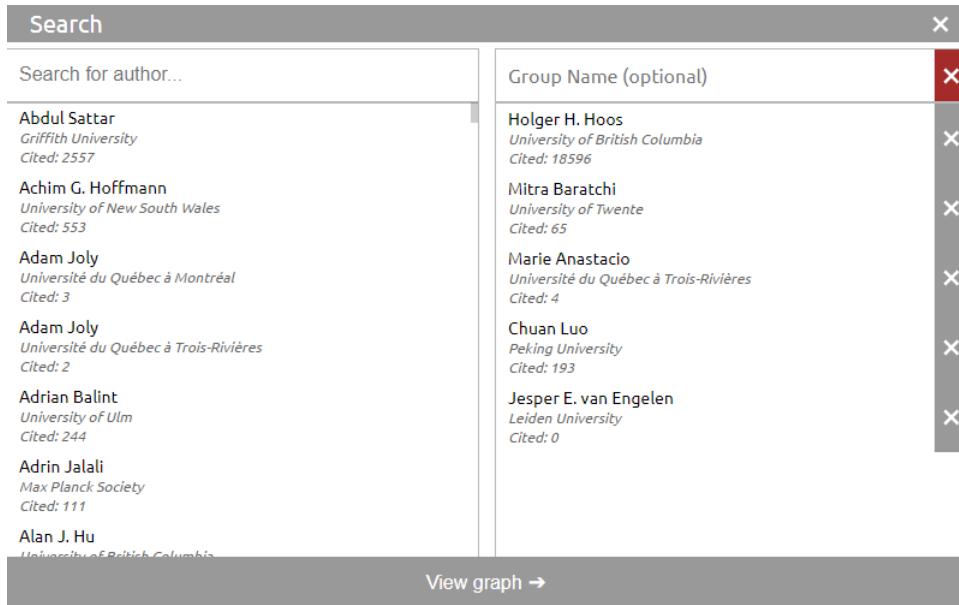 Search
Search for author...
Abdul Sattar
Griffith University
Cited: 2557
Achim G. Hoffmann
University of New South Wales
Cited: 553
Adam Joly
Université du Québec à Montréal
Cited: 3
Adam Joly
Université du Québec à Trois-Rivières
Cited: 2
Adrian Balint
University of Ulm
Cited: 244
Adrin Jalali
Max Planck Society
Cited: 111
Alan J. Hu
University of British Columbia
Group Name (optional)
Holger H. Hoos
University of British Columbia
Cited: 18596
Mitra Baratchi
University of Twente
Cited: 65
Marie Anastacio
Université du Québec à Trois-Rivières
Cited: 4
Chuan Luo
Peking University
Cited: 193
Jesper E. van Engelen
Leiden University
Cited: 0
View graph ➔